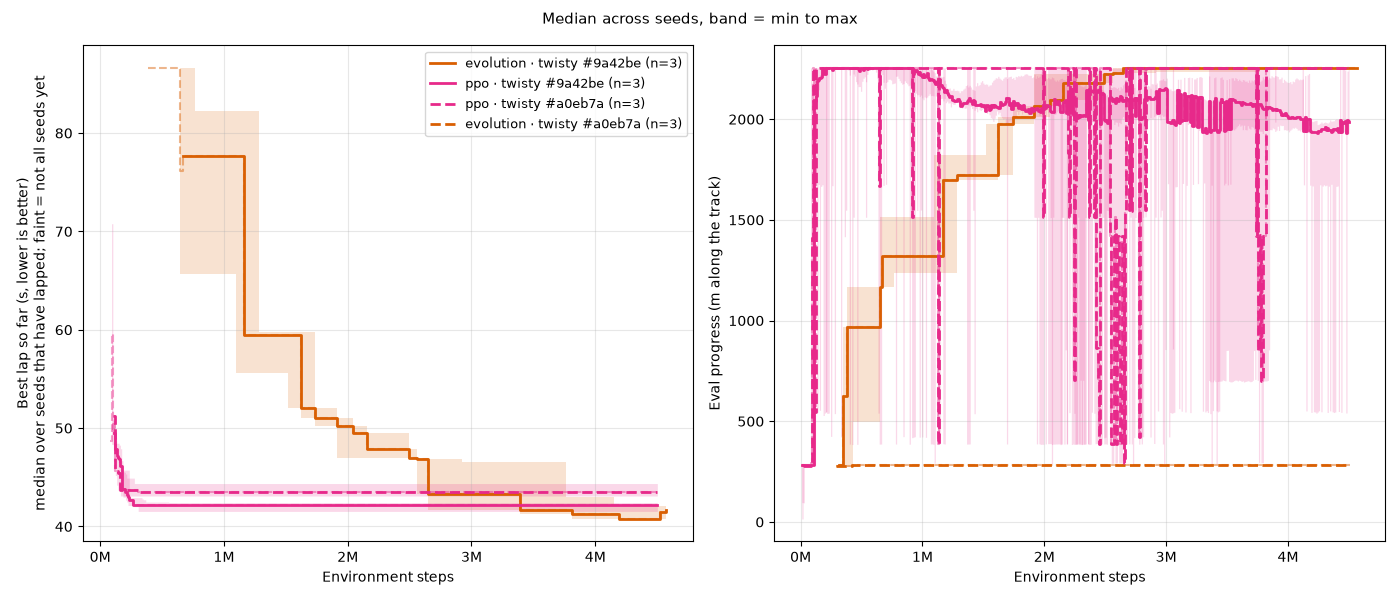 Median across seeds, band = min to max
Best lap so far (s, lower is better)
median over seeds that have lapped; faint = not all seeds yet
80
70
60
50
40
0M
1M
2M
3M
4M
Environment steps
evolution · twisty #9a42be (n=3)
ppo · twisty #9a42be (n=3)
ppo · twisty #a0eb7a (n=3)
evolution · twisty #a0eb7a (n=3)
Eval progress (m along the track)
2000
1500
1000
500
0
0M
1M
2M
3M
4M
Environment steps